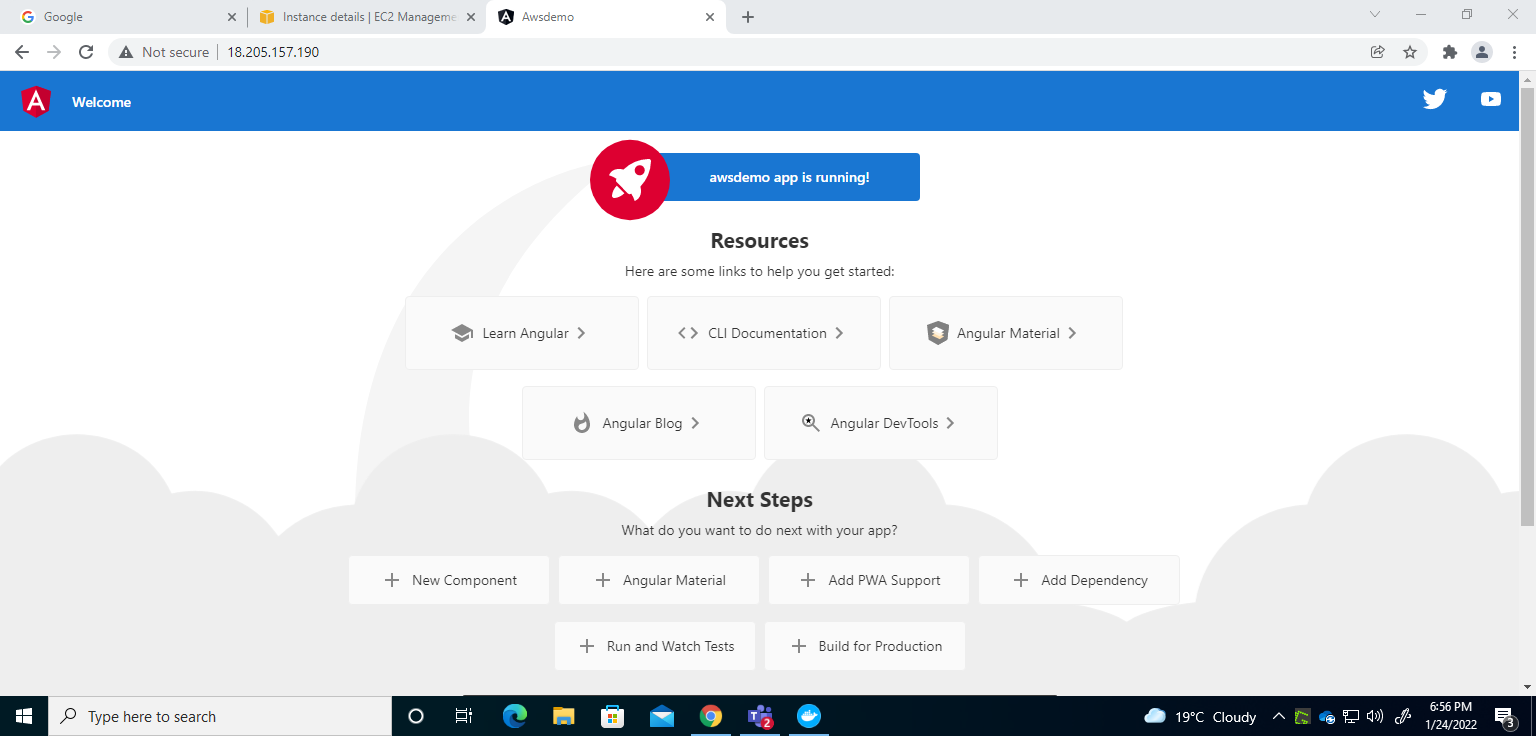 Google
Instance details | EC2 Manageme
Awsdemo
Not secure
18.205.157.190
Welcome
awsdemo app is running!
Resources
Here are some links to help you get started:
Learn Angular
CLI Documentation
Angular Material
Angular Blog
Angular DevTools
Next Steps
What do you want to do next with your app?
New Component
Angular Material
Add PWA Support
Add Dependency
Run and Watch Tests
Build for Production
Type here to search
2
19°C Cloudy
6:56 PM
1/24/2022
3